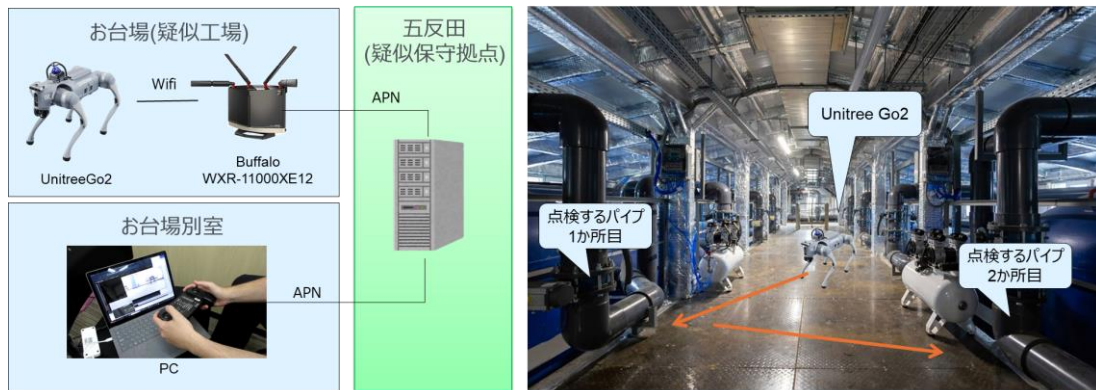 お台場(疑似工場)
Wifi
UnitreeGo2
Buffalo
WXR-11000XE12
APN
お台場別室
PC
APN
五反田
(疑似保守拠点)
Unitree Go2
点検するパイプ
1か所目
点検するパイプ
2か所目